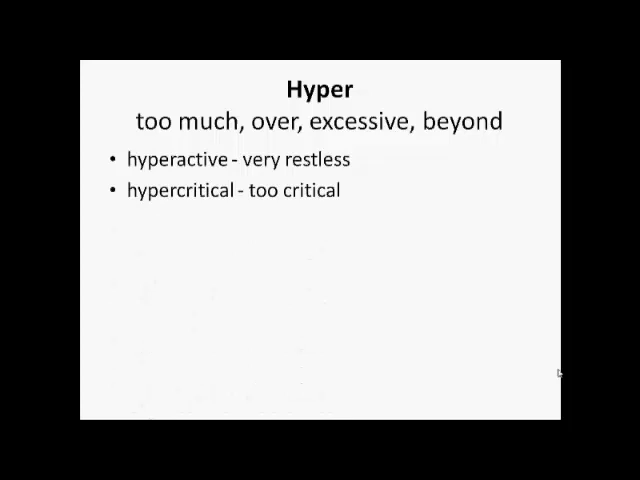 Hyper
too much, over, excessive, beyond
• hyperactive - very restless
• hypercritical - too critical